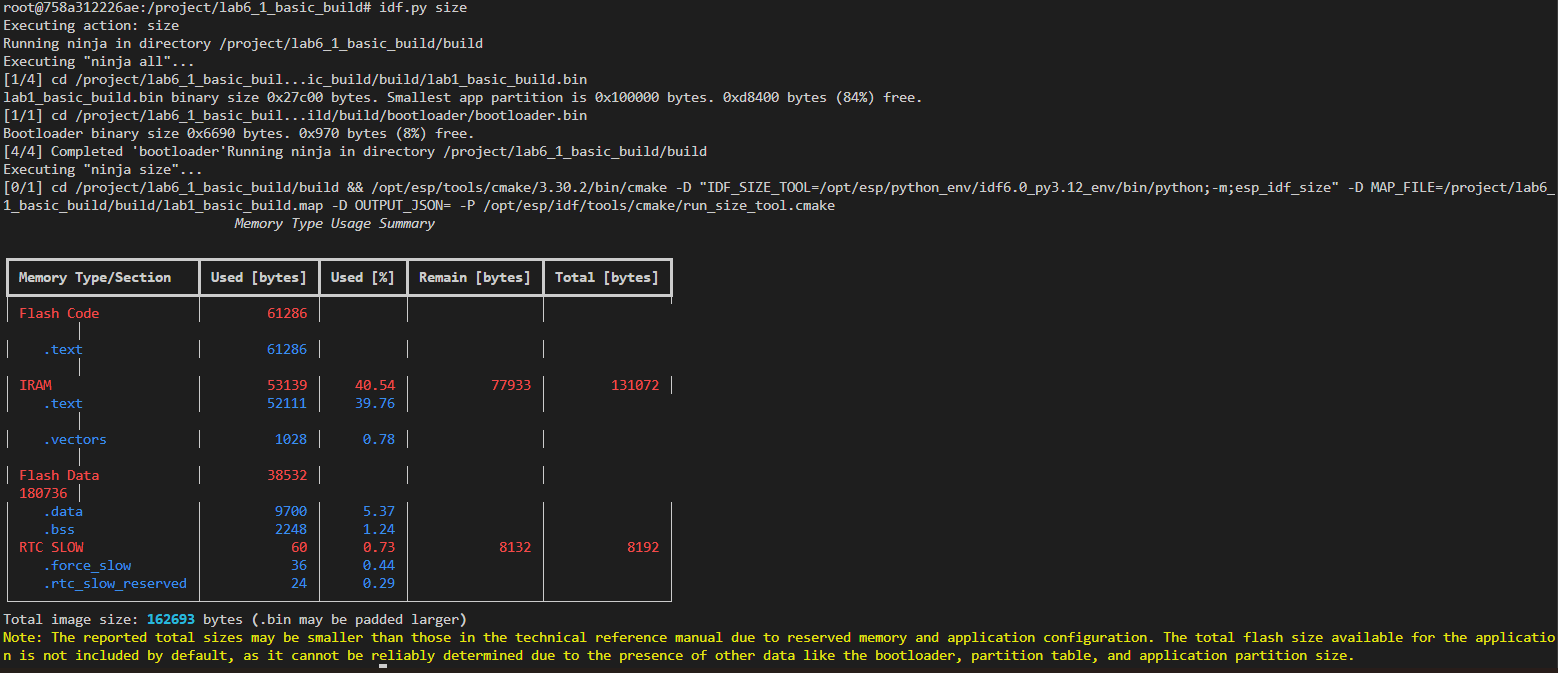 root@758a312226ae:/project/lab6_1_basic_build# idf.py size
Executing action: size
Running ninja in directory /project/lab6_1_basic_build/build
Executing "ninja all"...
[1/4] cd /project/lab6_1_basic_buil...ic_build/build/lab1_basic_build.bin
lab1_basic_build.bin binary size 0x27c00 bytes. Smallest app partition is 0x100000 bytes. 0xd8400 bytes (84%) free.
[1/1] cd /project/lab6_1_basic_buil...ild/build/bootloader/bootloader.bin
Bootloader binary size 0x6690 bytes. 0x970 bytes (8%) free.
[4/4] Completed 'bootloader'Running ninja in directory /project/lab6_1_basic_build/build
Executing "ninja size"...
[0/1] cd /project/lab6_1_basic_build/build && /opt/esp/tools/cmake/3.30.2/bin/cmake -D "IDF_SIZE_TOOL=/opt/esp/python_env/idf6.0_py3.12_env/bin/python;-m;esp_idf_size" -D MAP_FILE=/project/lab6_
1_basic_build/build/lab1_basic_build.map -D OUTPUT_JSON= -P /opt/esp/idf/tools/cmake/run_size_tool.cmake
Memory Type Usage Summary
Memory Type/Section Used [bytes] Used [%] Remain [bytes] Total [bytes]
Flash Code 61286
.text 61286
IRAM 53139 40.54 77933 131072
.text 52111 39.76
.vectors 1028 0.78
Flash Data 38532
180736
.data 9700 5.37
.bss 2248 1.24
RTC SLOW 60 0.73 8132 8192
.force_slow 36 0.44
.rtc_slow_reserved 24 0.29
Total image size: 162693 bytes (.bin may be padded larger)
Note: The reported total sizes may be smaller than those in the technical reference manual due to reserved memory and application configuration. The total flash size available for the applicatio
n is not included by default, as it cannot be reliably determined due to the presence of other data like the bootloader, partition table, and application partition size.